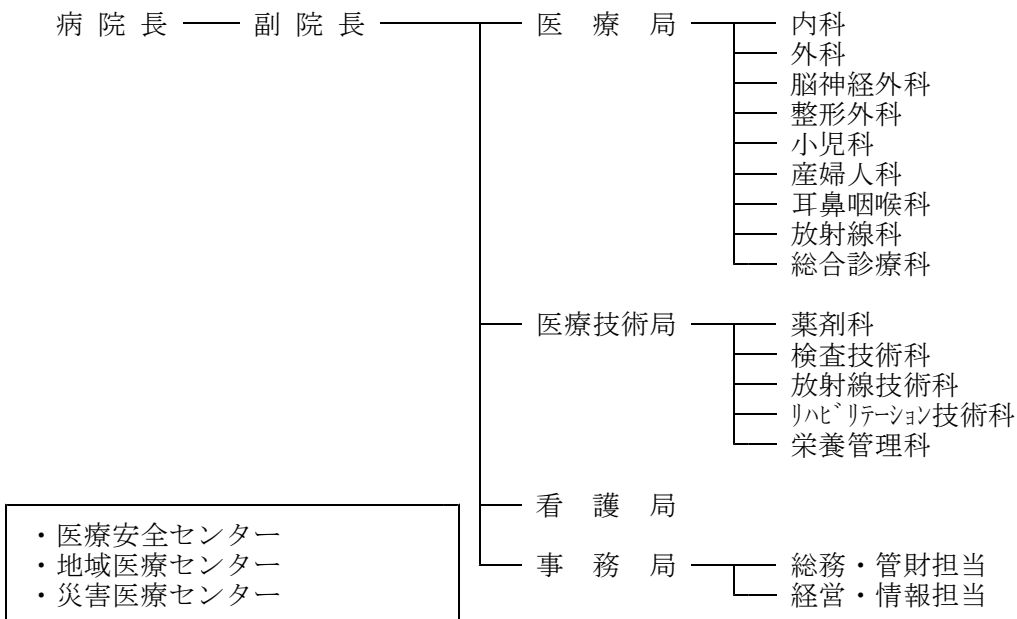 病院長 副院長 医療局 内科
外科
脳神経外科
整形外科
小児科
産婦人科
耳鼻咽喉科
放射線科
総合診療科
医療技術局 薬剤科
検査技術科
放射線技術科
ﾘﾊﾋﾞﾘﾃｰｼｮﾝ技術科
栄養管理科
看護局
事務局 総務・管財担当
経営・情報担当
・医療安全センター
・地域医療センター
・災害医療センター